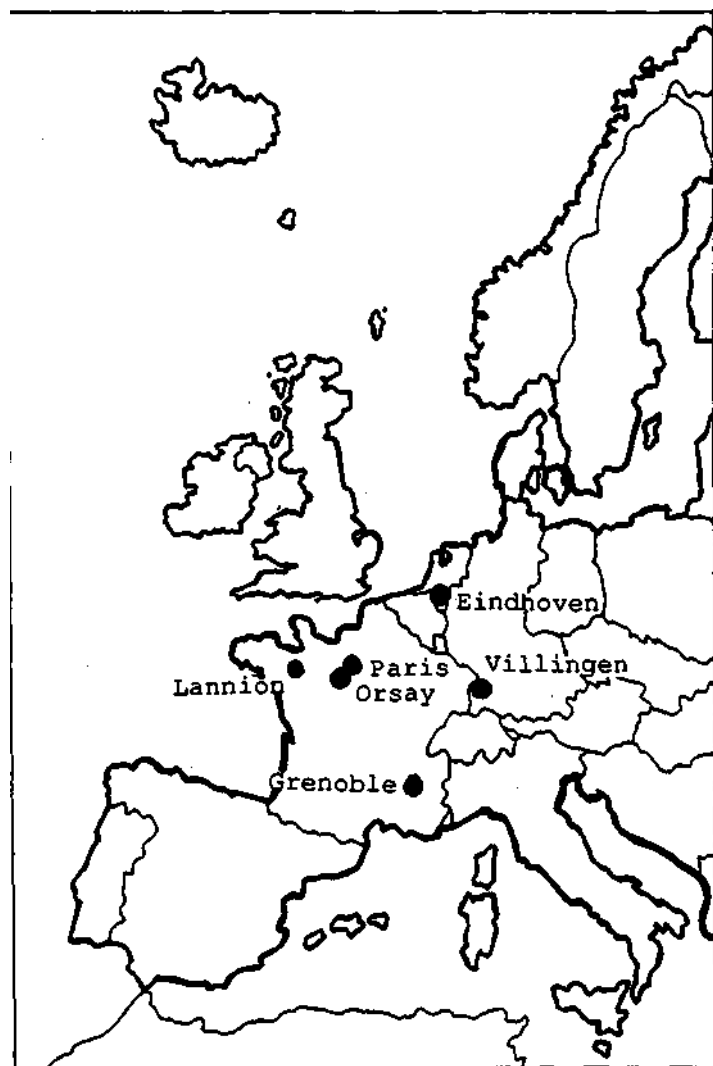 Eindhoven
Paris
Villingen
Lannion
Orsay
Grenoble